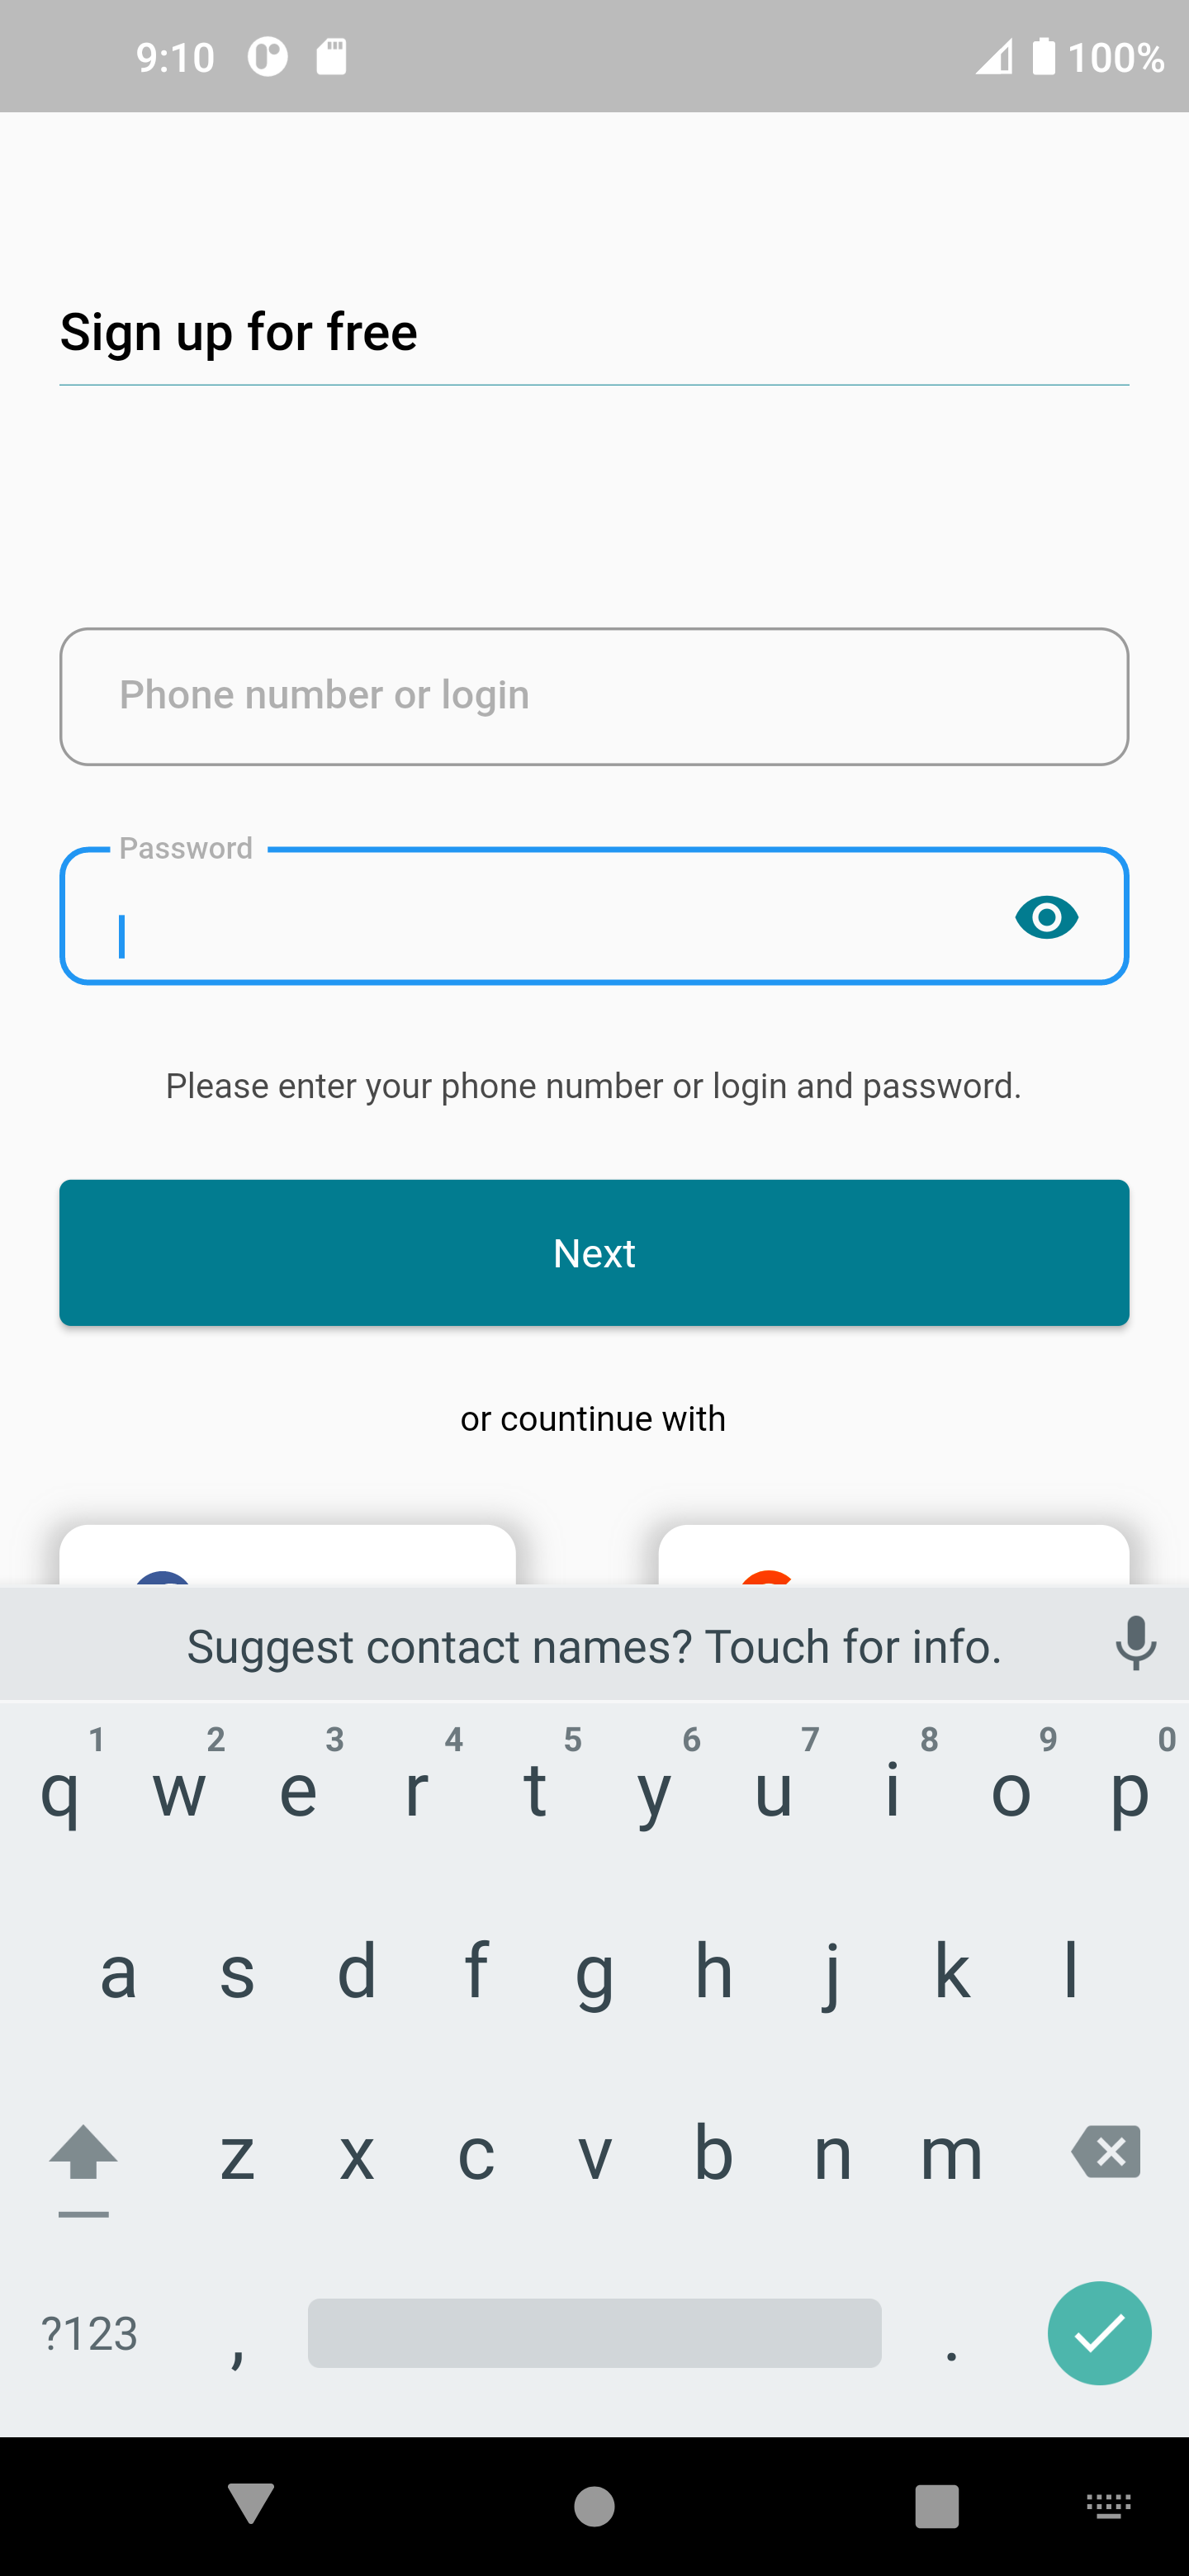 9:10 100%
Sign up for free
Phone number or login
Password
Please enter your phone number or login and password.
Next
or countinue with
Suggest contact names? Touch for info.
1 2 3 4 5 6 7 8 9 0
q w e r t y u i o p
a s d f g h j k l
z x c v b n m
?123 , .